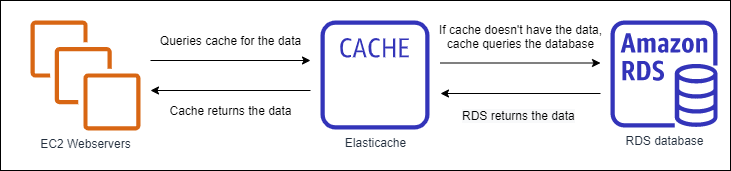 Queries cache for the data
Cache returns the data
EC2 Webservers
CACHE
Elasticache
If cache doesn't have the data,
cache queries the database
RDS returns the data
Amazon
RDS
RDS database